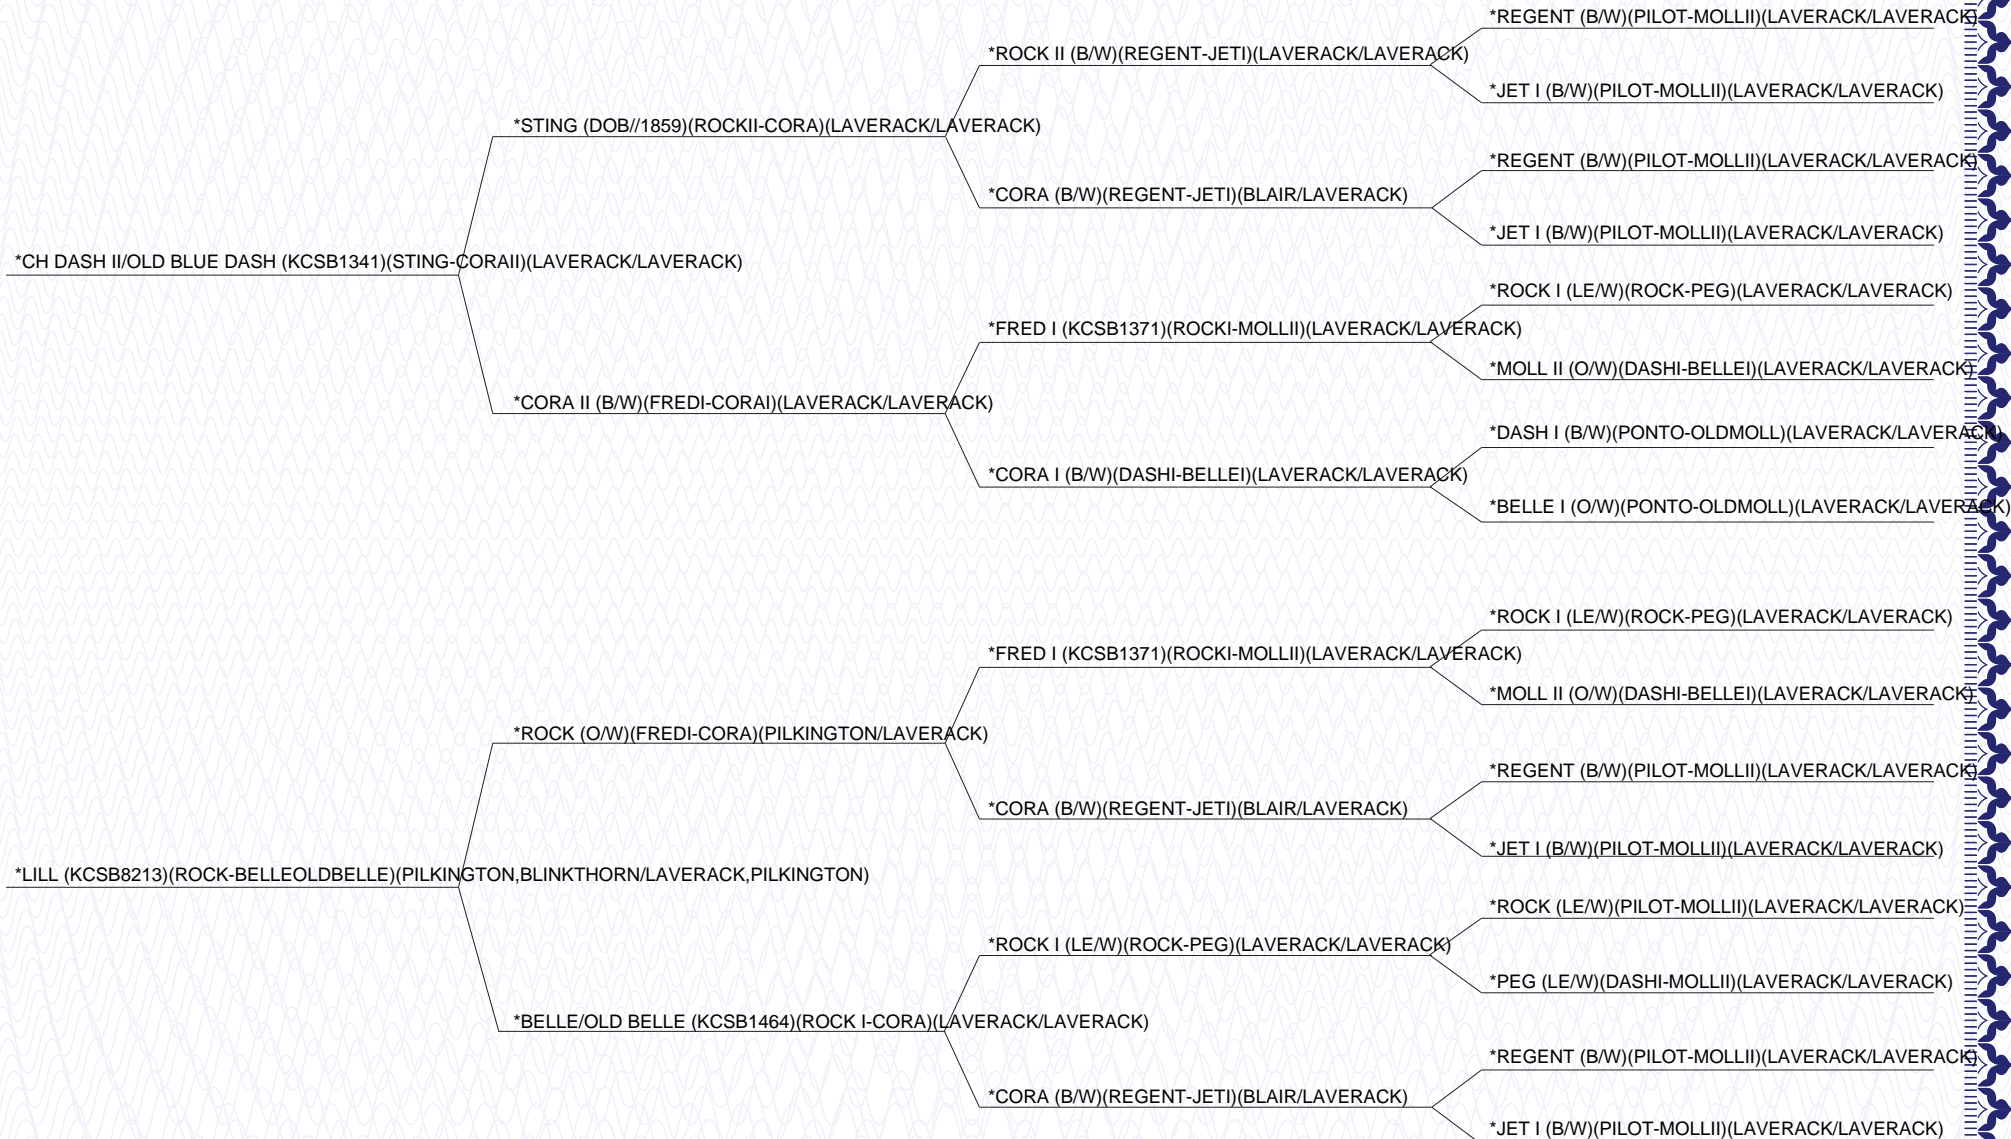 *REGENT (B/W)(PILOT-MOLLII)(LAVERACK/LAVERACK)
*ROCK II (B/W)(REGENT-JETI)(LAVERACK/LAVERACK)
*JET I (B/W)(PILOT-MOLLII)(LAVERACK/LAVERACK)
*STING (DOB//1859)(ROCKII-CORA)(LAVERACK/LAVERACK)
*REGENT (B/W)(PILOT-MOLLII)(LAVERACK/LAVERACK)
*CORA (B/W)(REGENT-JETI)(BLAIR/LAVERACK)
*JET I (B/W)(PILOT-MOLLII)(LAVERACK/LAVERACK)
*CH DASH II/OLD BLUE DASH (KCSB1341)(STING-CORAII)(LAVERACK/LAVERACK)
*ROCK I (LE/W)(ROCK-PEG)(LAVERACK/LAVERACK)
*FRED I (KCSB1371)(ROCKI-MOLLII)(LAVERACK/LAVERACK)
*MOLL II (O/W)(DASHI-BELLEI)(LAVERACK/LAVERACK)
*CORA II (B/W)(FREDI-CORAI)(LAVERACK/LAVERACK)
*DASH I (B/W)(PONTO-OLDMOLL)(LAVERACK/LAVERACK)
*CORA I (B/W)(DASHI-BELLEI)(LAVERACK/LAVERACK)
*BELLE I (O/W)(PONTO-OLDMOLL)(LAVERACK/LAVERACK)
*ROCK I (LE/W)(ROCK-PEG)(LAVERACK/LAVERACK)
*FRED I (KCSB1371)(ROCKI-MOLLII)(LAVERACK/LAVERACK)
*MOLL II (O/W)(DASHI-BELLEI)(LAVERACK/LAVERACK)
*ROCK (O/W)(FREDI-CORA)(PILKINGTON/LAVERACK)
*REGENT (B/W)(PILOT-MOLLII)(LAVERACK/LAVERACK)
*CORA (B/W)(REGENT-JETI)(BLAIR/LAVERACK)
*JET I (B/W)(PILOT-MOLLII)(LAVERACK/LAVERACK)
*LILL (KCSB8213)(ROCK-BELLEOLDBELLE)(PILKINGTON,BLINKTHORN/LAVERACK,PILKINGTON)
*ROCK (LE/W)(PILOT-MOLLII)(LAVERACK/LAVERACK)
*ROCK I (LE/W)(ROCK-PEG)(LAVERACK/LAVERACK)
*PEG (LE/W)(DASHI-MOLLII)(LAVERACK/LAVERACK)
*BELLE/OLD BELLE (KCSB1464)(ROCK I-CORA)(LAVERACK/LAVERACK)
*REGENT (B/W)(PILOT-MOLLII)(LAVERACK/LAVERACK)
*CORA (B/W)(REGENT-JETI)(BLAIR/LAVERACK)
*JET I (B/W)(PILOT-MOLLII)(LAVERACK/LAVERACK)